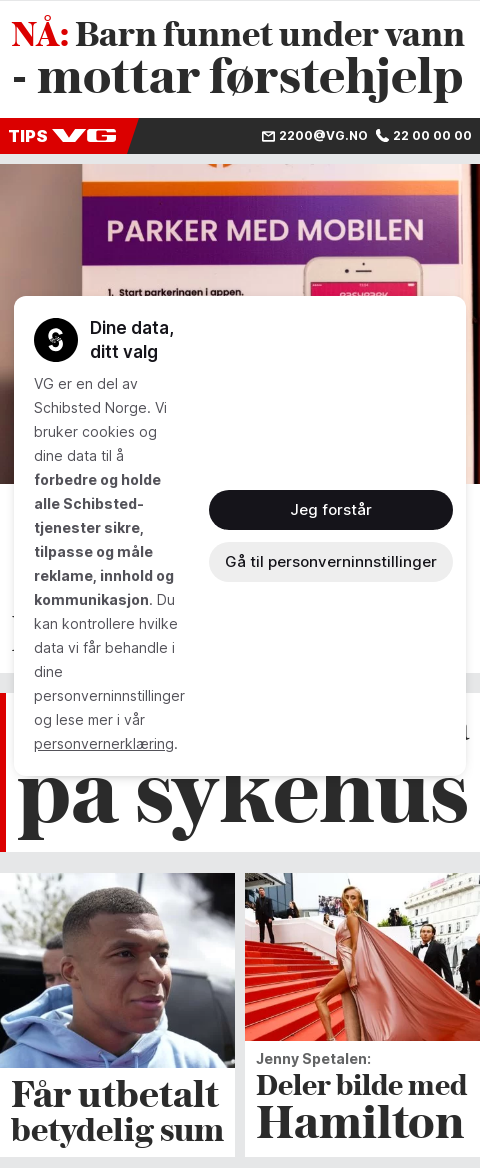 NÅ: Barn funnet under vann
- mottar førstehjelp
TIPS VG
2200@VG.NO 22 00 00 00
PARKER MED MOBILEN
1. Start parkeringen i appen.
EASYPARK
Dine data,
ditt valg
VG er en del av
Schibsted Norge. Vi
bruker cookies og
dine data til å
forbedre og holde
alle Schibsted-
tjenester sikre,
tilpasse og måle
reklame, innhold og
kommunikasjon. Du
kan kontrollere hvilke
data vi får behandle i
dine
personverninnstillinger
og lese mer i vår
personvernerklæring.
Jeg forstår
Gå til personverninnstillinger
på sykehus
Får utbetalt
betydelig sum
Jenny Spetalen:
Deler bilde med
Hamilton